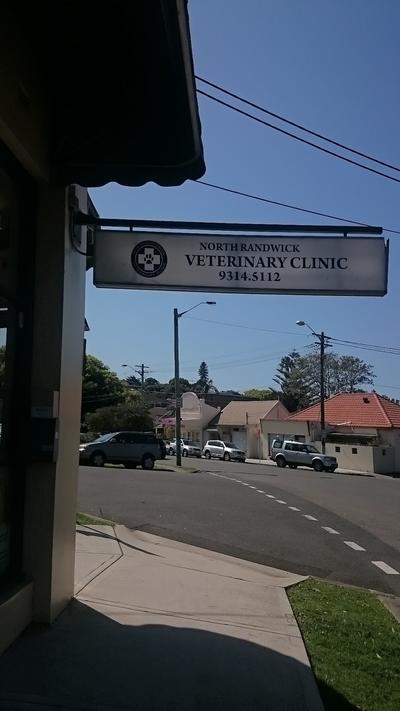 NORTH RANDWICK
VETERINARY CLINIC
9314.5112